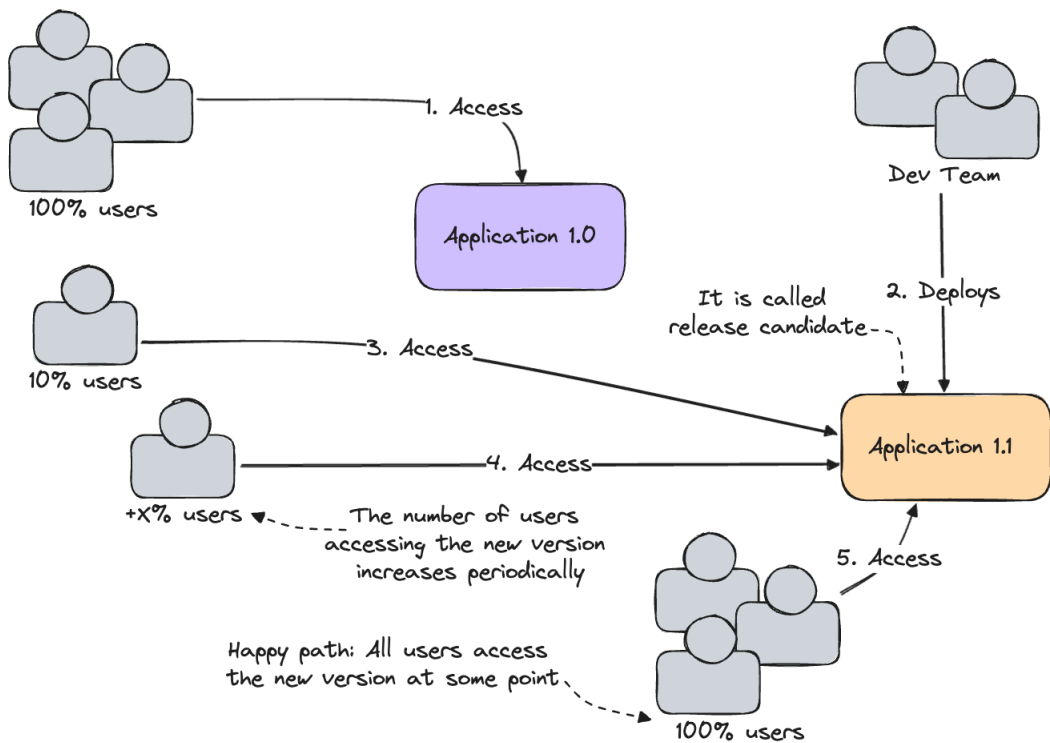 1. Access
100% users
Dev Team
Application 1.0
2. Deploys
It is called
release candidate
10% users
3. Access
Application 1.1
4. Access
+X% users
The number of users
accessing the new version
increases periodically
5. Access
Happy path: All users access
the new version at some point
100% users